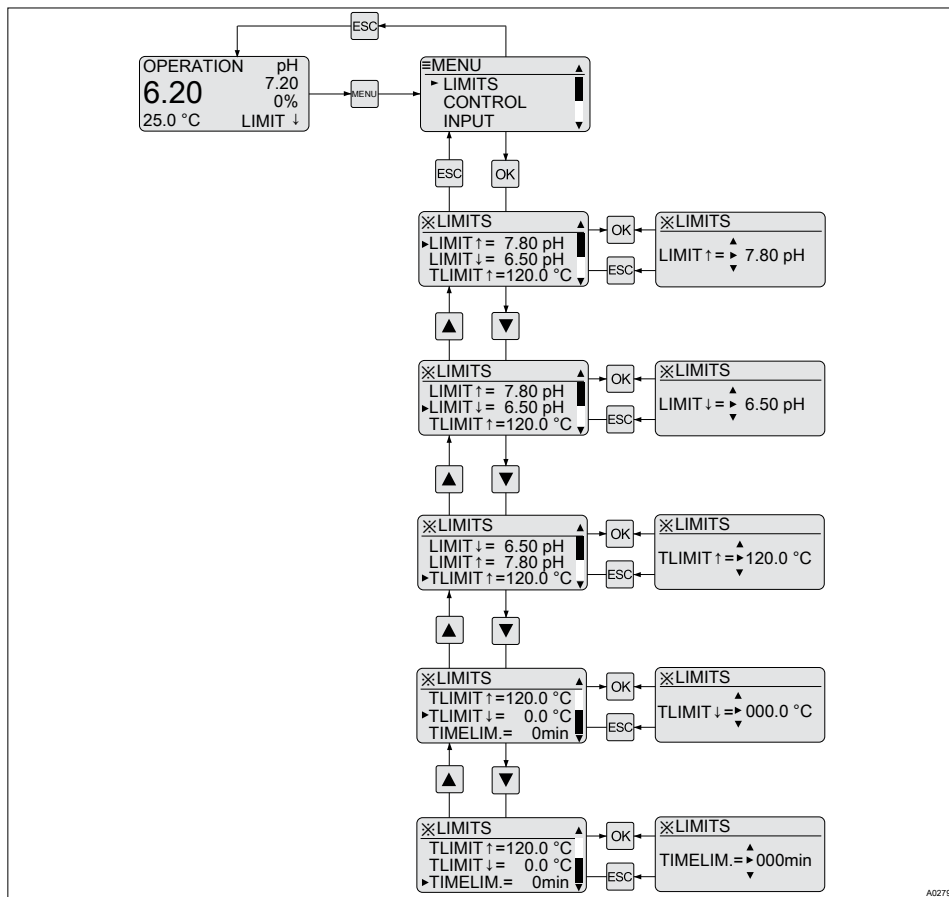 ESC
OPERATION pH
6.20 7.20
0%
25.0 °C LIMIT ↓
MENU
≡MENU ▲
► LIMITS
CONTROL
INPUT ▼
ESC OK
※LIMITS ▲
►LIMIT↑= 7.80 pH
LIMIT↓= 6.50 pH
TLIMIT↑=120.0 °C ▼
OK
ESC
※LIMITS
▲
LIMIT↑= ► 7.80 pH
▼
▲ ▼
※LIMITS ▲
LIMIT↑= 7.80 pH
►LIMIT↓= 6.50 pH
TLIMIT↑=120.0 °C ▼
OK
ESC
※LIMITS
▲
LIMIT↓= ► 6.50 pH
▼
▲ ▼
※LIMITS ▲
LIMIT↓= 6.50 pH
LIMIT↑= 7.80 pH
►TLIMIT↑=120.0 °C ▼
OK
ESC
※LIMITS
▲
TLIMIT↑=►120.0 °C
▼
▲ ▼
※LIMITS ▲
TLIMIT↑=120.0 °C
►TLIMIT↓= 0.0 °C
TIMELIM.= 0min ▼
OK
ESC
※LIMITS
▲
TLIMIT↓=► 000.0 °C
▼
▲ ▼
※LIMITS ▲
TLIMIT↑=120.0 °C
TLIMIT↓= 0.0 °C
►TIMELIM.= 0min ▼
OK
ESC
※LIMITS
▲
TIMELIM.=►000min
▼
A0279